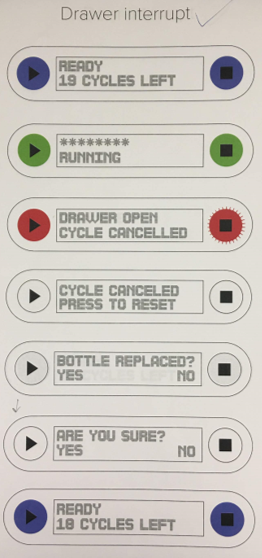 Drawer interrupt
READY
19 CYCLES LEFT
********
RUNNING
DRAWER OPEN
CYCLE CANCELLED
CYCLE CANCELED
PRESS TO RESET
BOTTLE REPLACED?
YES NO
ARE YOU SURE?
YES NO
READY
18 CYCLES LEFT